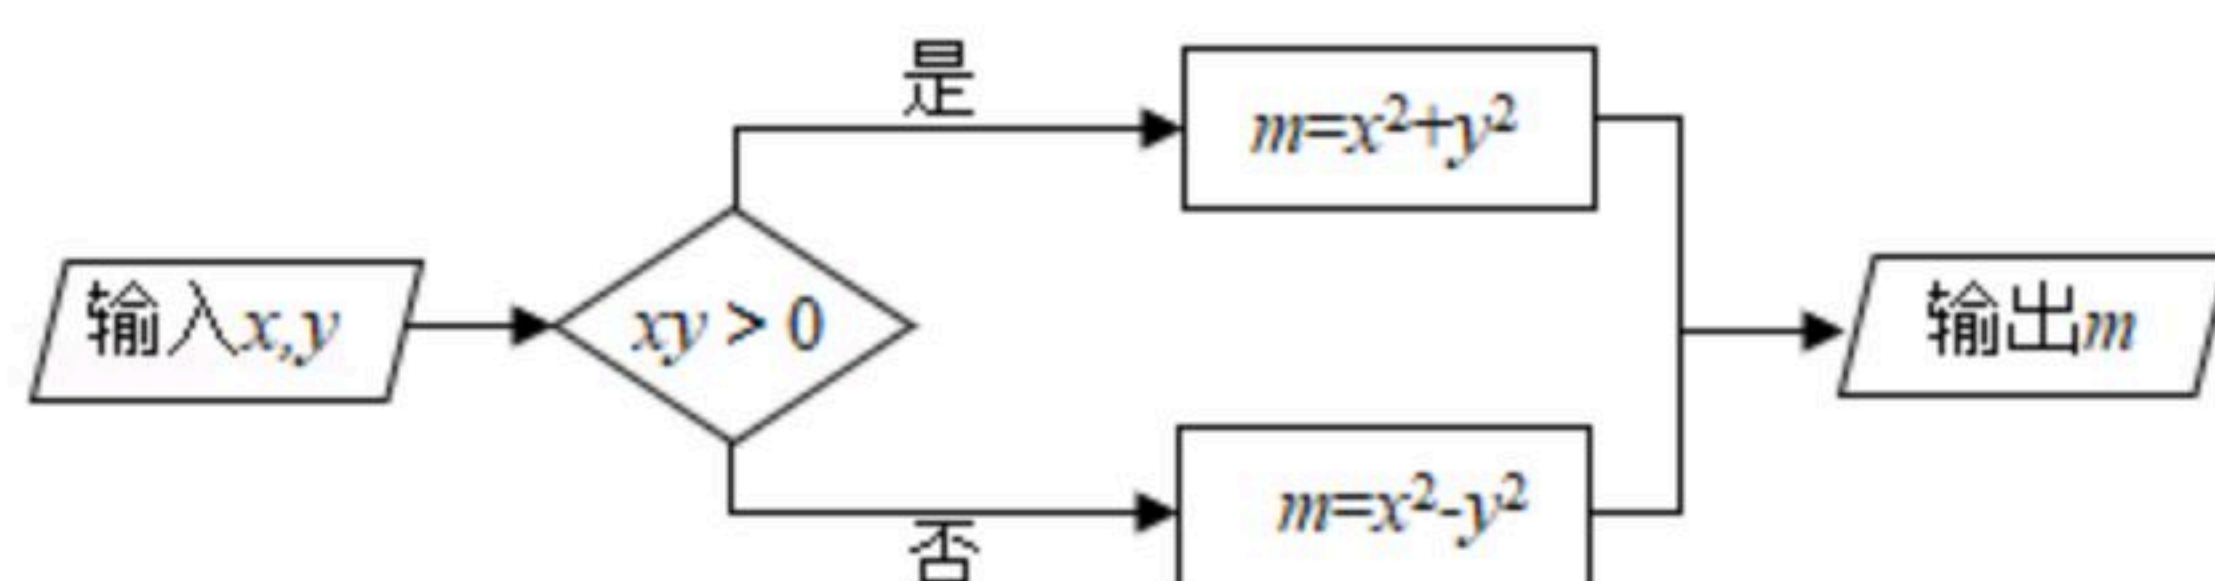 是
m=x²+y²
输入x,y
xy > 0
输出m
m=x²-y²
否